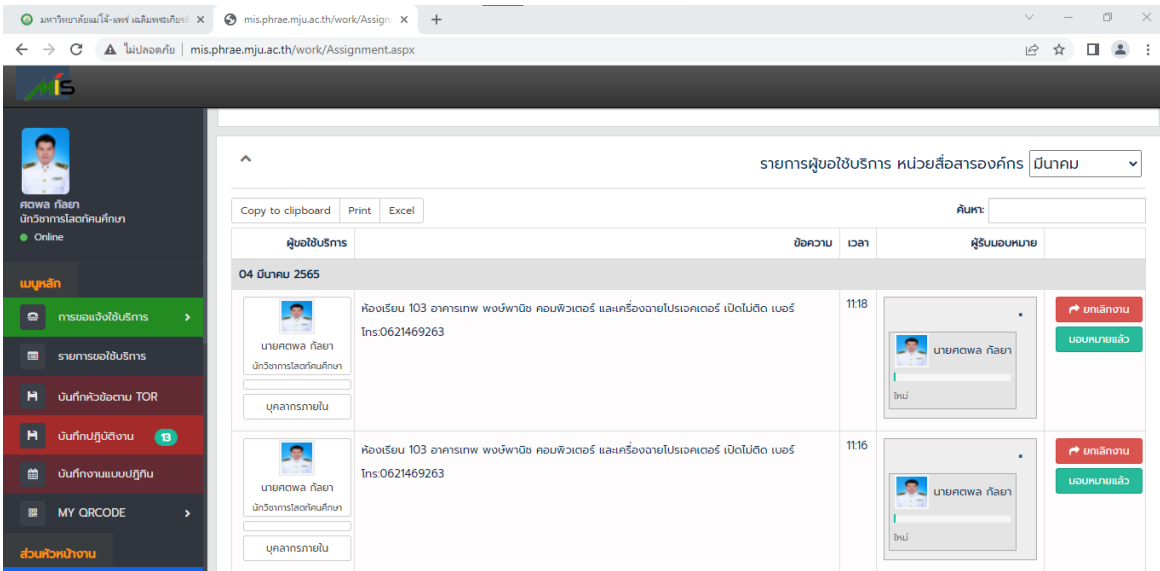 มหาวิทยาลัยแม่โจ้-แพร่ เฉลิมพระเกียรติ
mis.phrae.mju.ac.th/work/Assign
ไม่ปลอดภัย | mis.phrae.mju.ac.th/work/Assignment.aspx
MIS
ศตพล กัลยา
นักวิชาการโสตทัศนศึกษา
Online
เมนูหลัก
การขอแจ้งใช้บริการ
รายการขอใช้บริการ
บันทึกหัวข้อตาม TOR
บันทึกปฏิบัติงาน 13
บันทึกงานแบบปฏิทิน
MY QRCODE
ส่วนหัวหน้างาน
รายการผู้ขอใช้บริการ หน่วยสื่อสารองค์กร มีนาคม
Copy to clipboard Print Excel
ค้นหา:
ผู้ขอใช้บริการ ข้อความ เวลา ผู้รับมอบหมาย
04 มีนาคม 2565
ห้องเรียน 103 อาคารเทพ พงษ์พานิช คอมพิวเตอร์ และเครื่องฉายโปรเจคเตอร์ เปิดไม่ติด เบอร์
โทร:0621469263
11:18
นายศตพล กัลยา
นักวิชาการโสตทัศนศึกษา
บุคลากรภายใน
นายศตพล กัลยา
ใหม่
ยกเลิกงาน
มอบหมายแล้ว
ห้องเรียน 103 อาคารเทพ พงษ์พานิช คอมพิวเตอร์ และเครื่องฉายโปรเจคเตอร์ เปิดไม่ติด เบอร์
โทร:0621469263
11:16
นายศตพล กัลยา
นักวิชาการโสตทัศนศึกษา
บุคลากรภายใน
นายศตพล กัลยา
ใหม่
ยกเลิกงาน
มอบหมายแล้ว